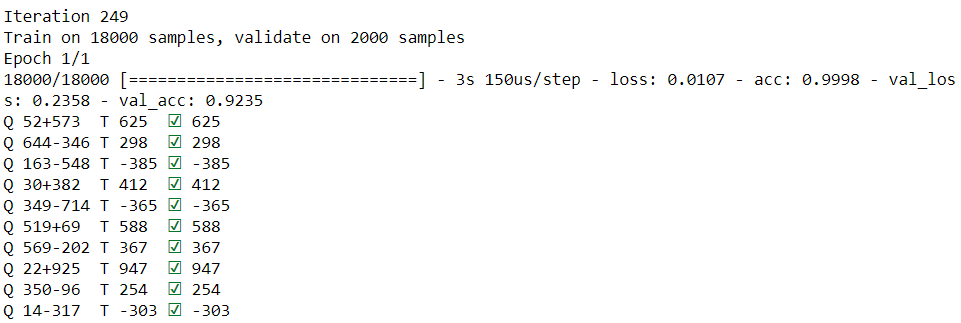 Iteration 249
Train on 18000 samples, validate on 2000 samples
Epoch 1/1
18000/18000 [==============================] - 3s 150us/step - loss: 0.0107 - acc: 0.9998 - val_los
s: 0.2358 - val_acc: 0.9235
Q 52+573  T 625  ☑ 625
Q 644-346 T 298  ☑ 298
Q 163-548 T -385 ☑ -385
Q 30+382  T 412  ☑ 412
Q 349-714 T -365 ☑ -365
Q 519+69  T 588  ☑ 588
Q 569-202 T 367  ☑ 367
Q 22+925  T 947  ☑ 947
Q 350-96  T 254  ☑ 254
Q 14-317  T -303 ☑ -303